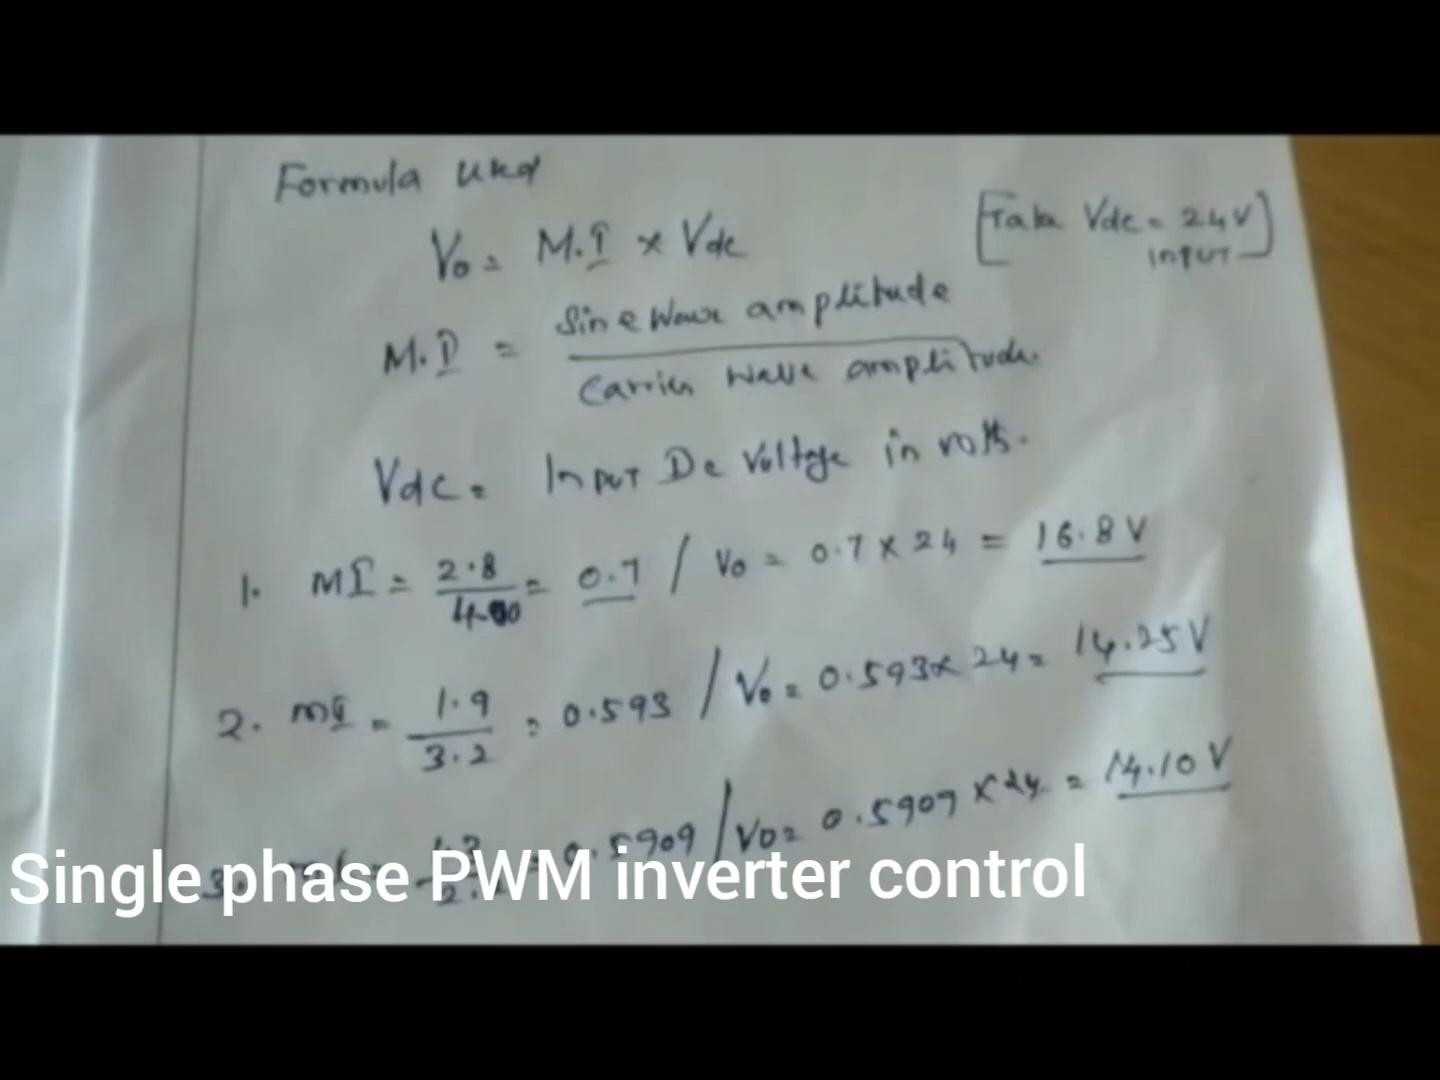 Formula Used
Vo = M.I x Vdc
[Take Vdc = 24V
INPUT]
M.I = Sine Wave amplitude
Carrier Wave amplitude.
Vdc = Input Dc Voltage in volts.
1. MI = 2.8 = 0.7 / Vo = 0.7 x 24 = 16.8 V
2. MI = 1.9 = 0.593 / Vo = 0.593 x 24 = 14.25 V
3.2
3. = 0.5909 / Vo = 0.5909 x 24 = 14.10 V
Single phase PWM inverter control